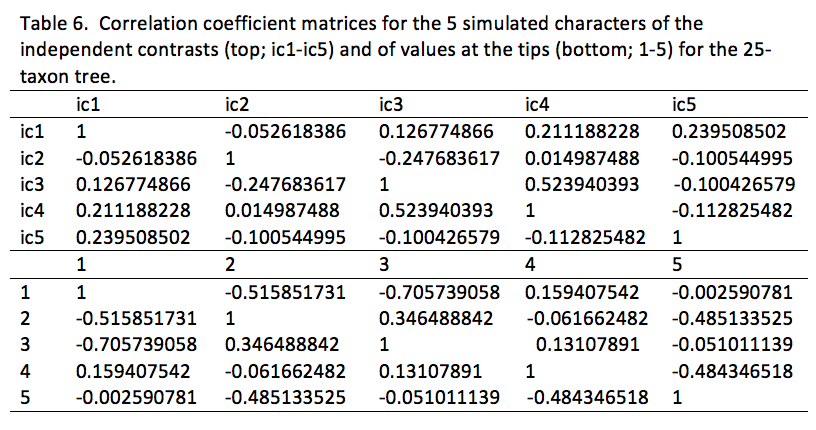 Table 6.  Correlation coefficient matrices for the 5 simulated characters of the
independent contrasts (top; ic1-ic5) and of values at the tips (bottom; 1-5) for the 25-
taxon tree.
ic1 ic2 ic3 ic4 ic5
ic1 1 -0.052618386 0.126774866 0.211188228 0.239508502
ic2 -0.052618386 1 -0.247683617 0.014987488 -0.100544995
ic3 0.126774866 -0.247683617 1 0.523940393 -0.100426579
ic4 0.211188228 0.014987488 0.523940393 1 -0.112825482
ic5 0.239508502 -0.100544995 -0.100426579 -0.112825482 1
1 2 3 4 5
1 1 -0.515851731 -0.705739058 0.159407542 -0.002590781
2 -0.515851731 1 0.346488842 -0.061662482 -0.485133525
3 -0.705739058 0.346488842 1 0.13107891 -0.051011139
4 0.159407542 -0.061662482 0.13107891 1 -0.484346518
5 -0.002590781 -0.485133525 -0.051011139 -0.484346518 1